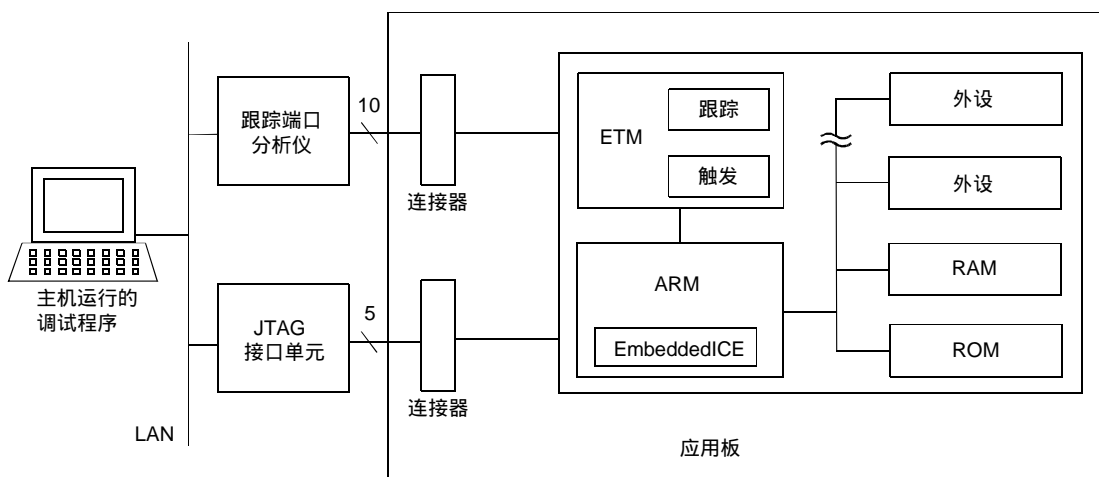 跟踪端口
分析仪
10
连接器
ETM
跟踪
触发
外设
外设
主机运行的
调试程序
JTAG
接口单元
5
连接器
ARM
EmbeddedICE
RAM
ROM
LAN
应用板